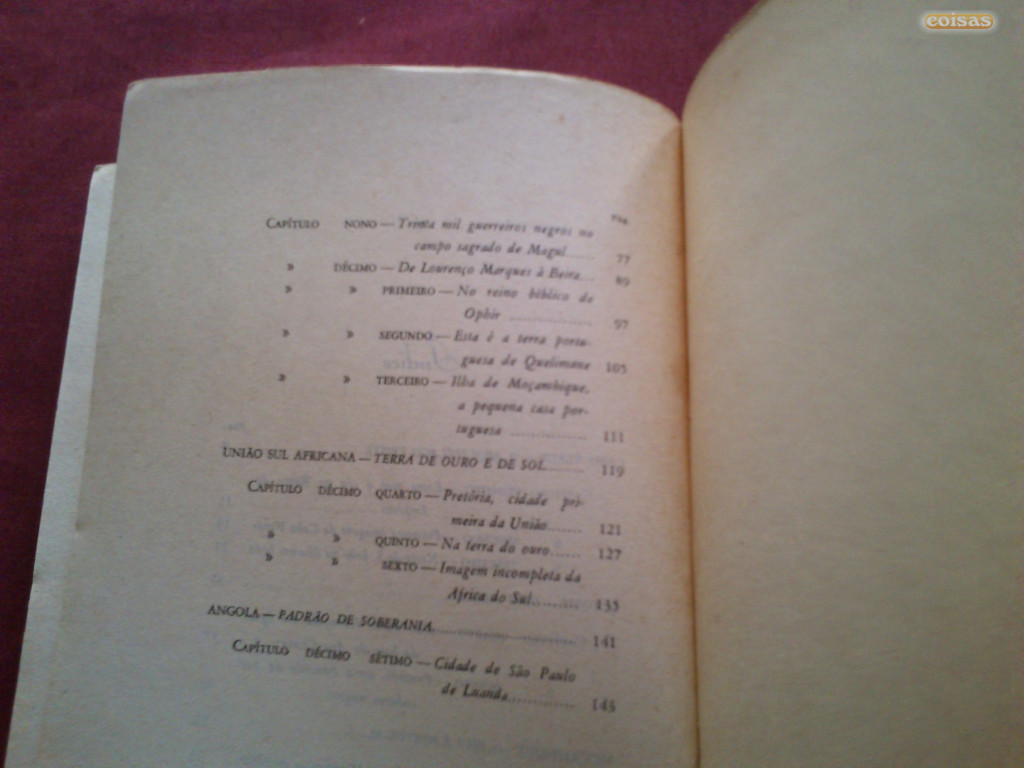 coisas
Pág.
CAPÍTULO NONO — Trinta mil guerreiros negros no
campo sagrado de Magul...... 77
» DÉCIMO — De Lourenço Marques à Beira... 89
» » PRIMEIRO — No reino bíblico de
Ophir ............... 97
» » SEGUNDO — Esta é a terra portu-
guesa de Quelimane 105
» » TERCEIRO — Ilha de Moçambique,
a pequena casa por-
tuguesa ............... 111
UNIÃO SUL AFRICANA — TERRA DE OURO E DE SOL...... 119
CAPÍTULO DÉCIMO QUARTO — Pretória, cidade pri-
meira da União....... 121
» » QUINTO — Na terra do ouro...... 127
» » SEXTO — Imagem incompleta da
África do Sul.......... 135
ANGOLA — PADRÃO DE SOBERANIA........................ 141
CAPÍTULO DÉCIMO SÉTIMO — Cidade de São Paulo
de Luanda............. 143
Índice